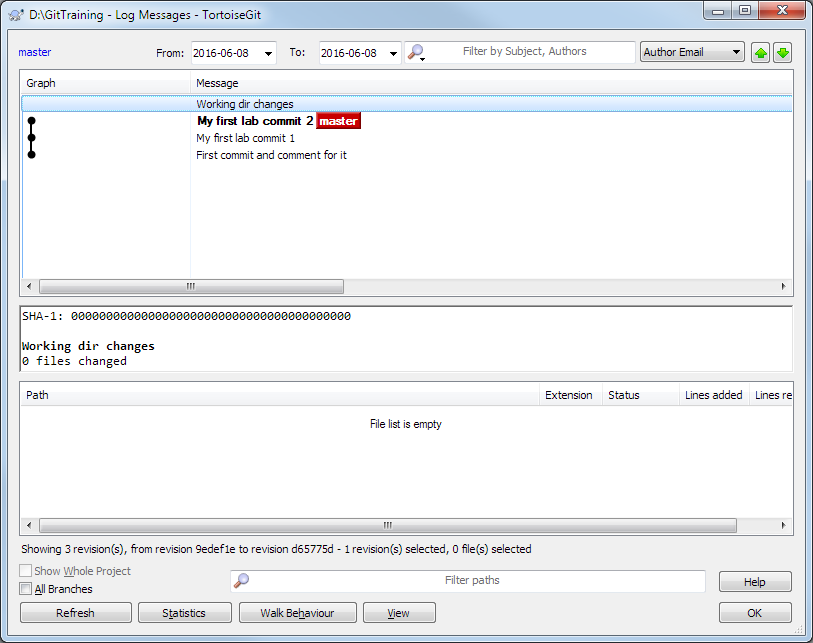 D:\GitTraining - Log Messages - TortoiseGit
master From: 2016-06-08 To: 2016-06-08 Filter by Subject, Authors Author Email
Graph Message
Working dir changes
My first lab commit 2 master
My first lab commit 1
First commit and comment for it
SHA-1: 0000000000000000000000000000000000000000
Working dir changes
0 files changed
Path Extension Status Lines added Lines re
File list is empty
Showing 3 revision(s), from revision 9edef1e to revision d65775d - 1 revision(s) selected, 0 file(s) selected
Show Whole Project
Filter paths Help
All Branches
Refresh Statistics Walk Behaviour View OK